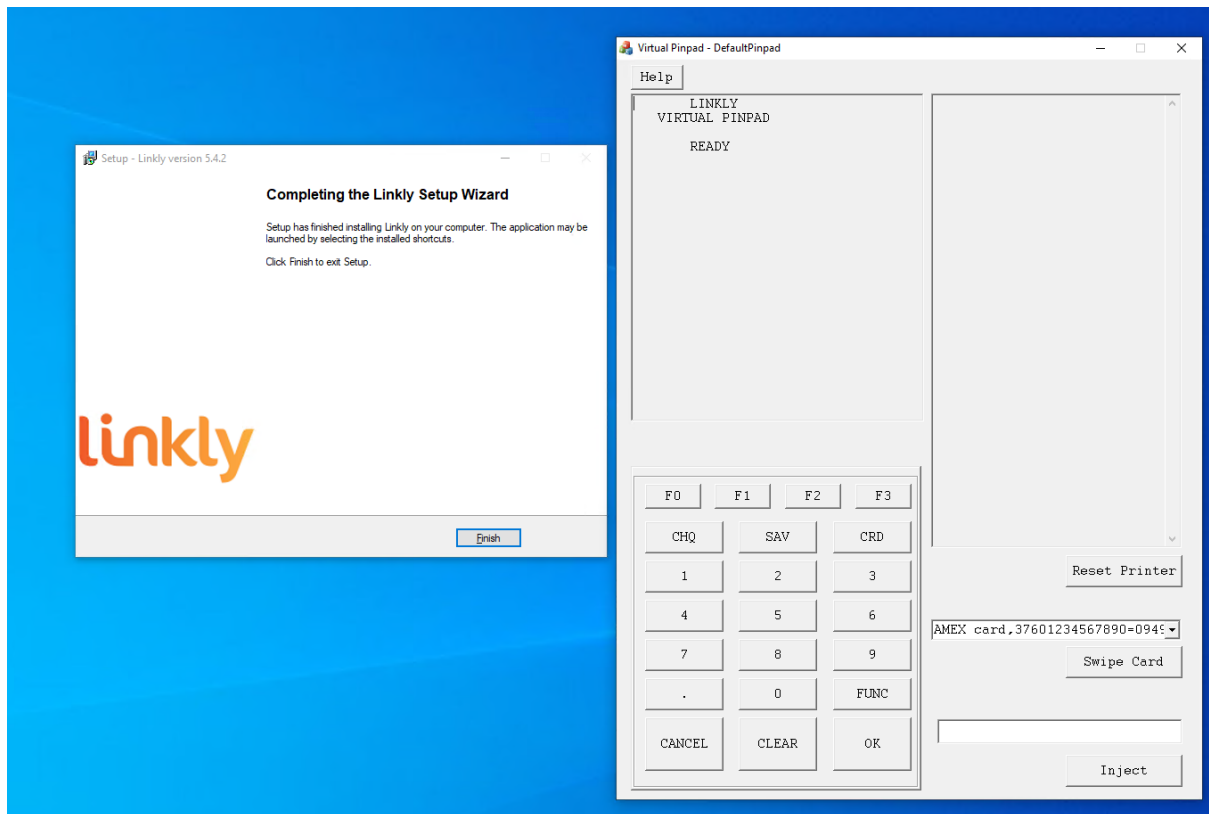 Setup - Linkly version 5.4.2
Completing the Linkly Setup Wizard
Setup has finished installing Linkly on your computer. The application may be
launched by selecting the installed shortcuts.
Click Finish to exit Setup.
linkly
Finish
Virtual Pinpad - DefaultPinpad
Help
LINKLY
VIRTUAL PINPAD
READY
F0 F1 F2 F3
CHQ SAV CRD
1 2 3
4 5 6
7 8 9
. 0 FUNC
CANCEL CLEAR OK
Reset Printer
AMEX card,37601234567890=0949
Swipe Card
Inject